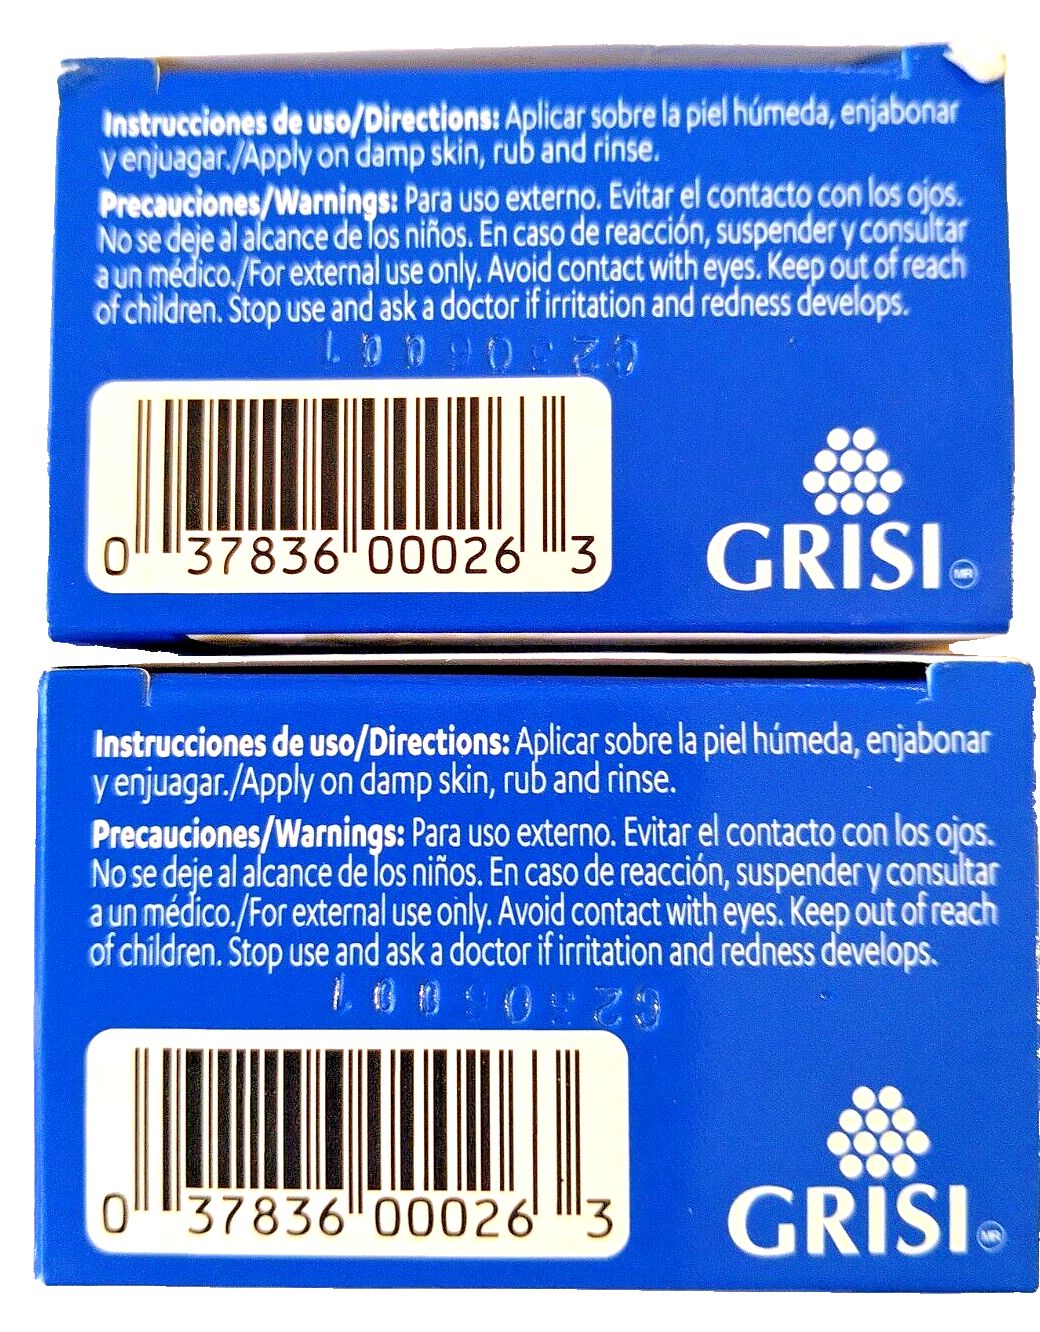 Instrucciones de uso/Directions: Aplicar sobre la piel húmeda, enjabonar
y enjuagar./Apply on damp skin, rub and rinse.
Precauciones/Warnings: Para uso externo. Evitar el contacto con los ojos.
No se deje al alcance de los niños. En caso de reacción, suspender y consultar
a un médico./For external use only. Avoid contact with eyes. Keep out of reach
of children. Stop use and ask a doctor if irritation and redness develops.
0 37836 00026 3
GRISI MR
Instrucciones de uso/Directions: Aplicar sobre la piel húmeda, enjabonar
y enjuagar./Apply on damp skin, rub and rinse.
Precauciones/Warnings: Para uso externo. Evitar el contacto con los ojos.
No se deje al alcance de los niños. En caso de reacción, suspender y consultar
a un médico./For external use only. Avoid contact with eyes. Keep out of reach
of children. Stop use and ask a doctor if irritation and redness develops.
0 37836 00026 3
GRISI MR